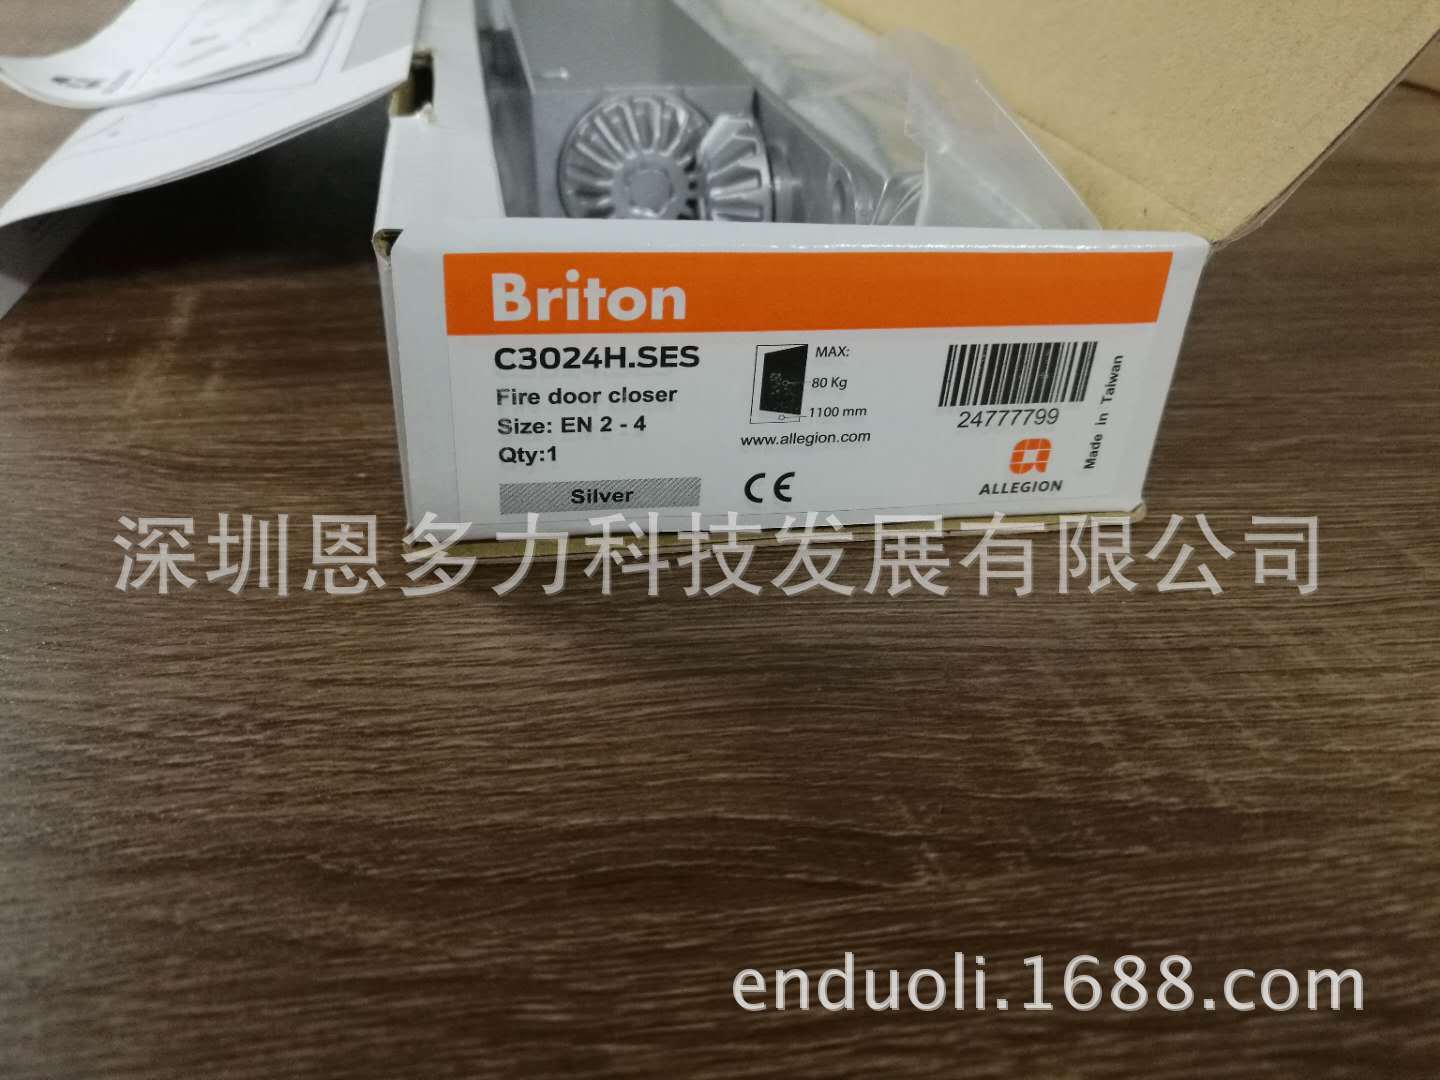 Briton
C3024H.SES
Fire door closer
Size: EN 2 - 4
Qty:1
Silver
MAX:
80 Kg
1100 mm
www.allegion.com
CE
24777799
ALLEGION
Made in Taiwan
深圳恩多力科技发展有限公司
enduoli.1688.com